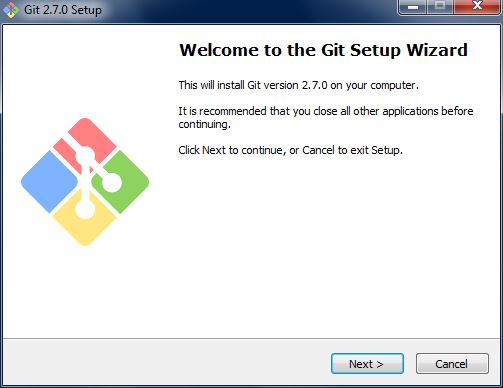 Git 2.7.0 Setup
Welcome to the Git Setup Wizard
This will install Git version 2.7.0 on your computer.
It is recommended that you close all other applications before
continuing.
Click Next to continue, or Cancel to exit Setup.
Next >
Cancel